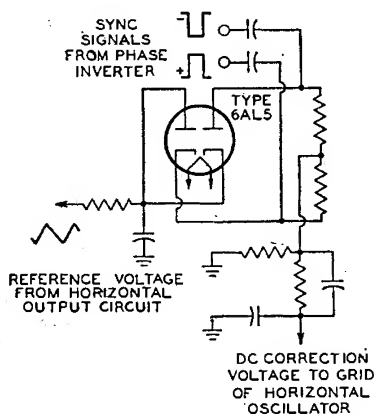 SYNC
SIGNALS
FROM PHASE
INVERTER
−
+
TYPE
6AL5
REFERENCE VOLTAGE
FROM HORIZONTAL
OUTPUT CIRCUIT
DC CORRECTION
VOLTAGE TO GRID
OF HORIZONTAL
OSCILLATOR